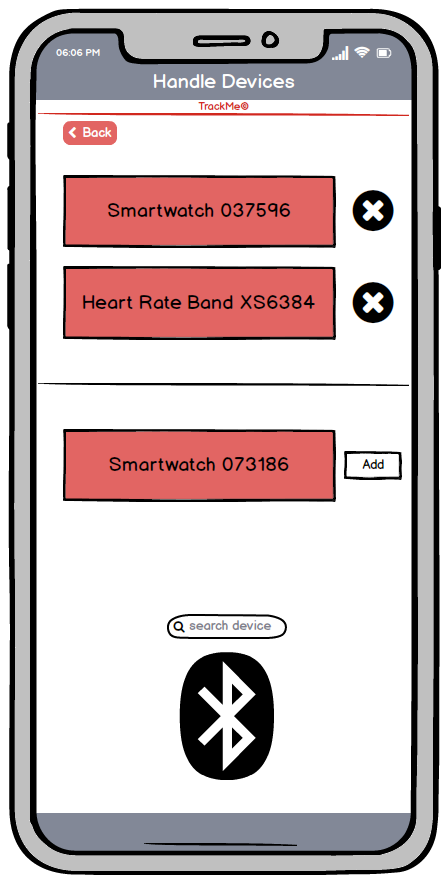 06:06 PM
Handle Devices
TrackMe©
Back
Smartwatch 037596
Heart Rate Band XS6384
Smartwatch 073186
Add
search device